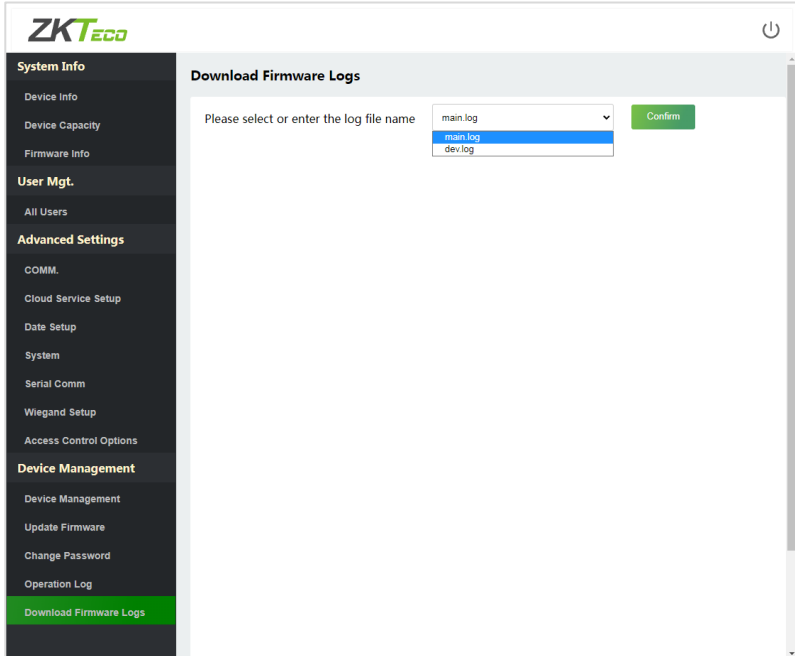 ZKTeco
System Info
Device Info
Device Capacity
Firmware Info
User Mgt.
All Users
Advanced Settings
COMM.
Cloud Service Setup
Date Setup
System
Serial Comm
Wiegand Setup
Access Control Options
Device Management
Device Management
Update Firmware
Change Password
Operation Log
Download Firmware Logs
Download Firmware Logs
Please select or enter the log file name
main.log
Confirm
main.log
dev.log